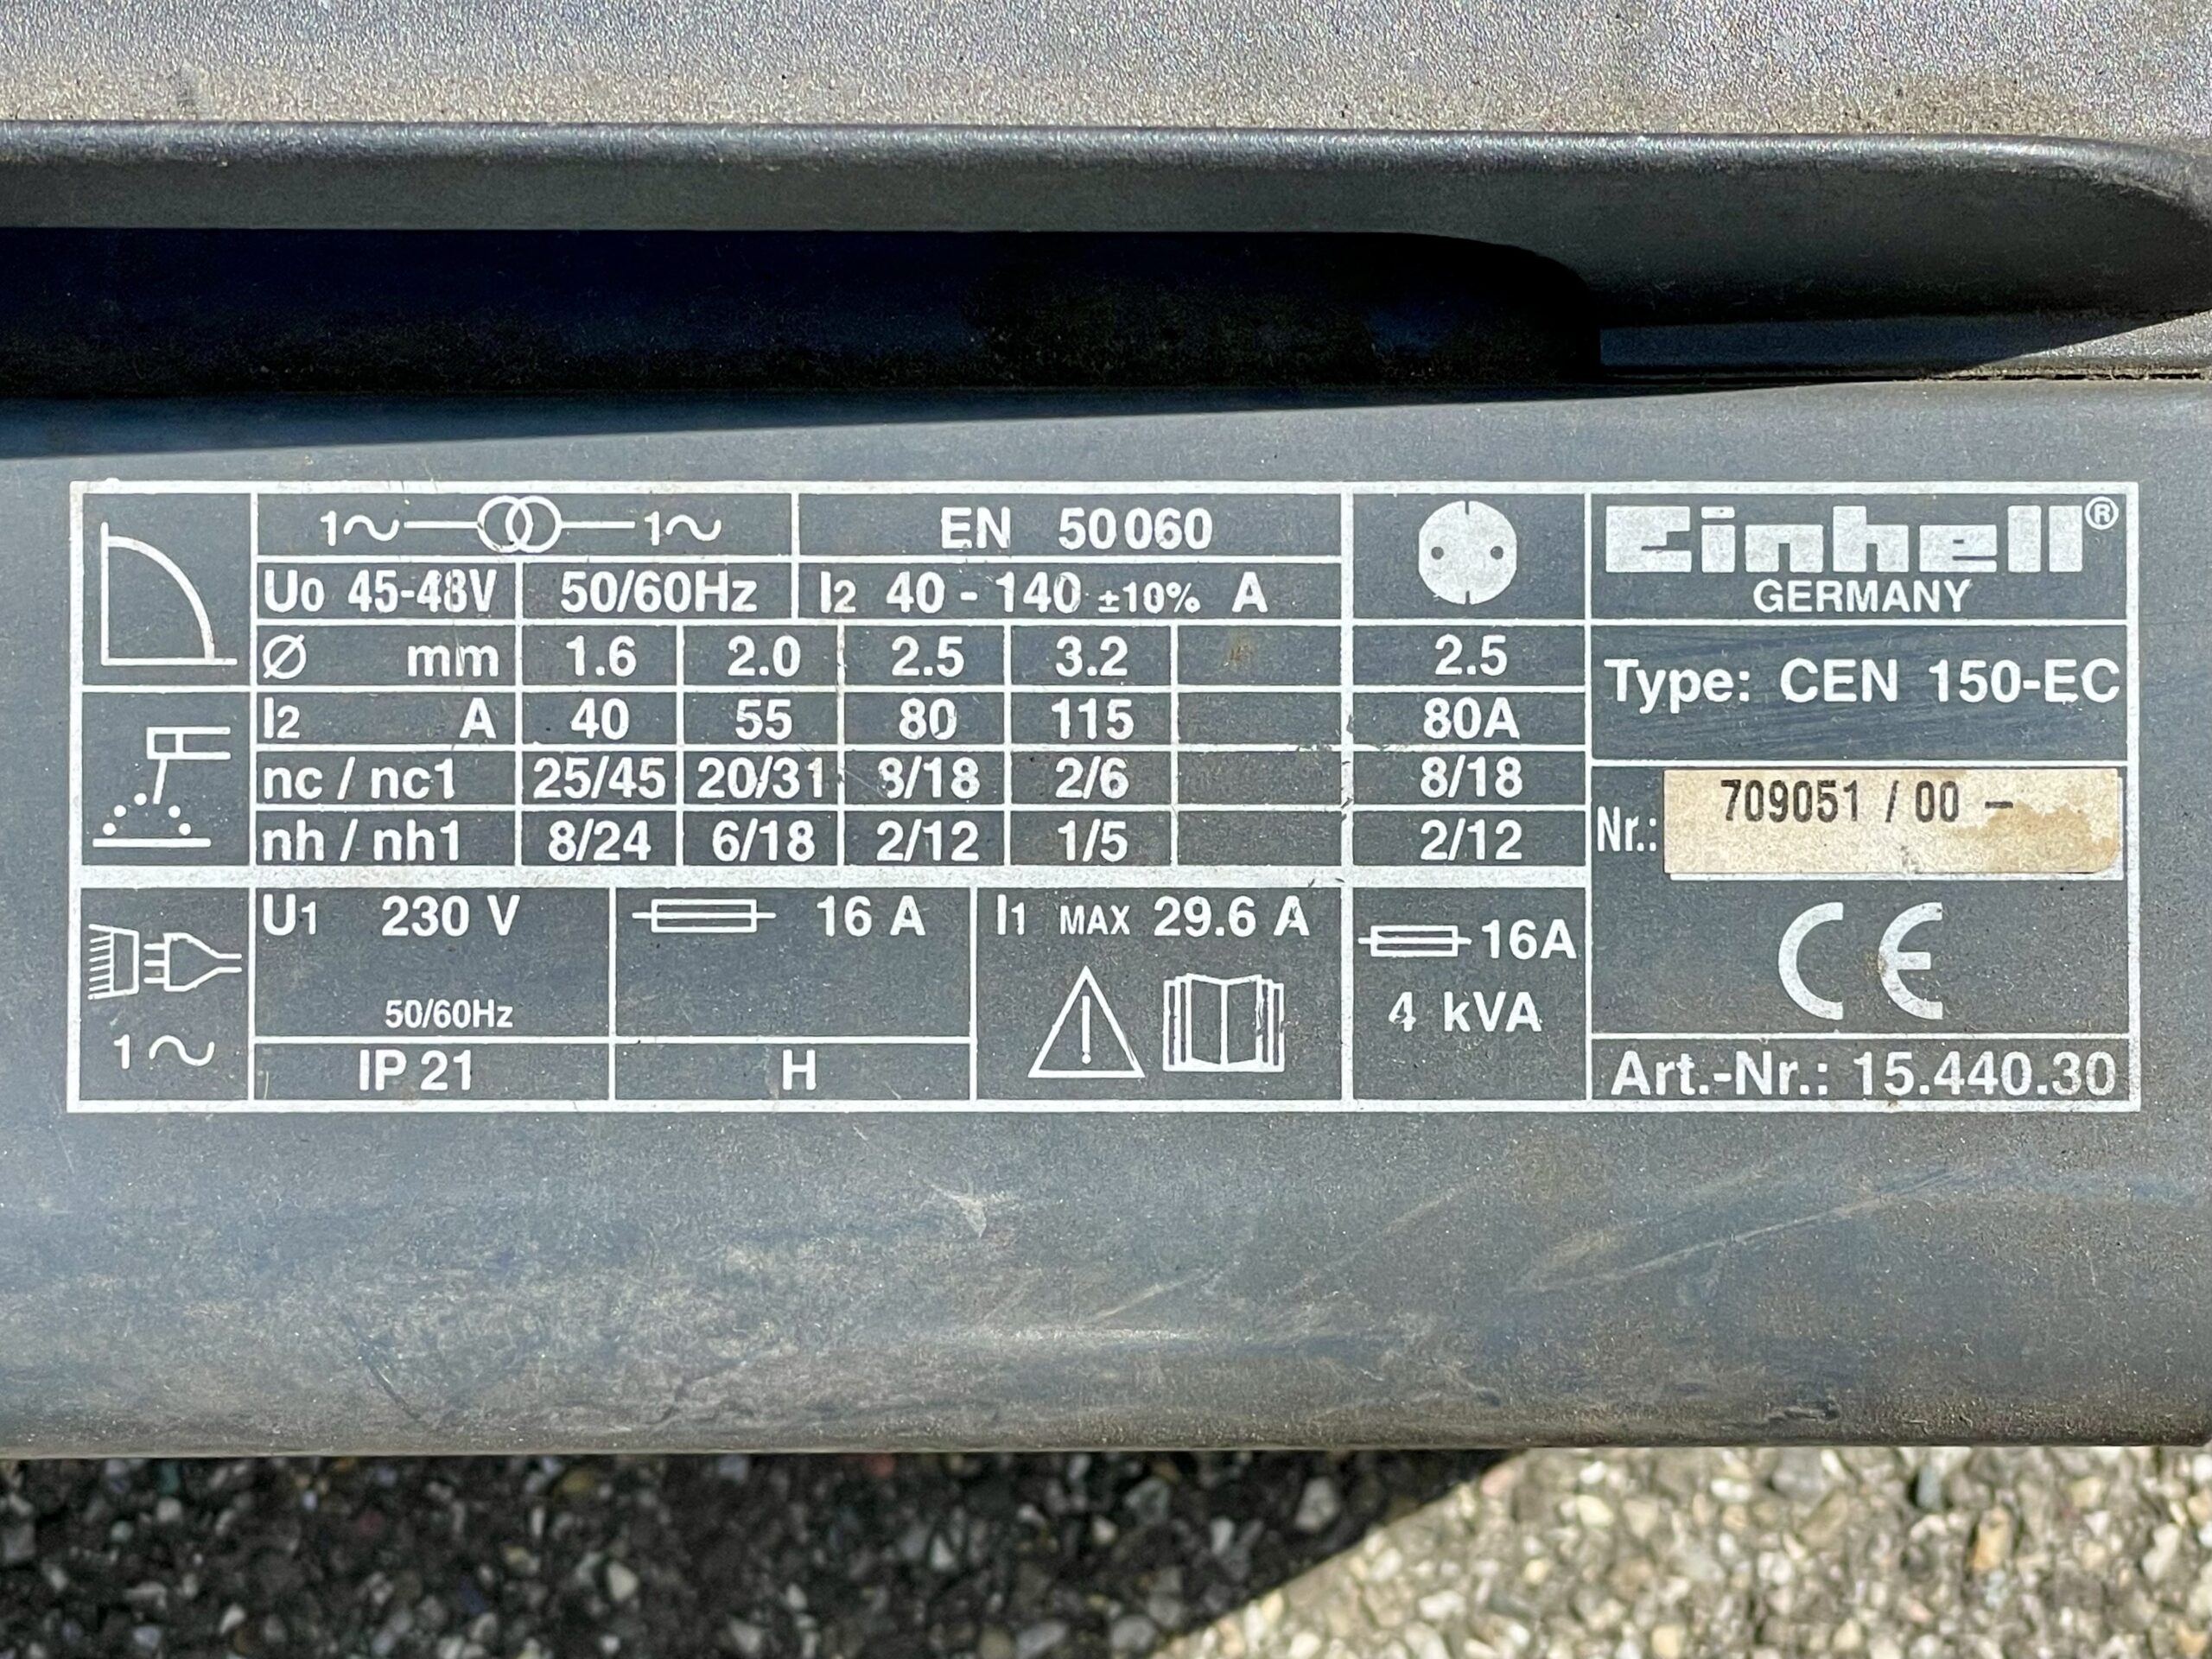 1~ 1~ EN 50060
U0 45-48V 50/60Hz I2 40 - 140 ±10% A
Ø mm 1.6 2.0 2.5 3.2 2.5
I2 A 40 55 80 115 80A
nc / nc1 25/45 20/31 8/18 2/6 8/18
nh / nh1 8/24 6/18 2/12 1/5 2/12
U1 230 V 16 A I1 MAX 29.6 A
50/60Hz
1~ IP 21 H
16A
4 kVA
Einhell®
GERMANY
Type: CEN 150-EC
Nr.: 709051 / 00 -
CE
Art.-Nr.: 15.440.30